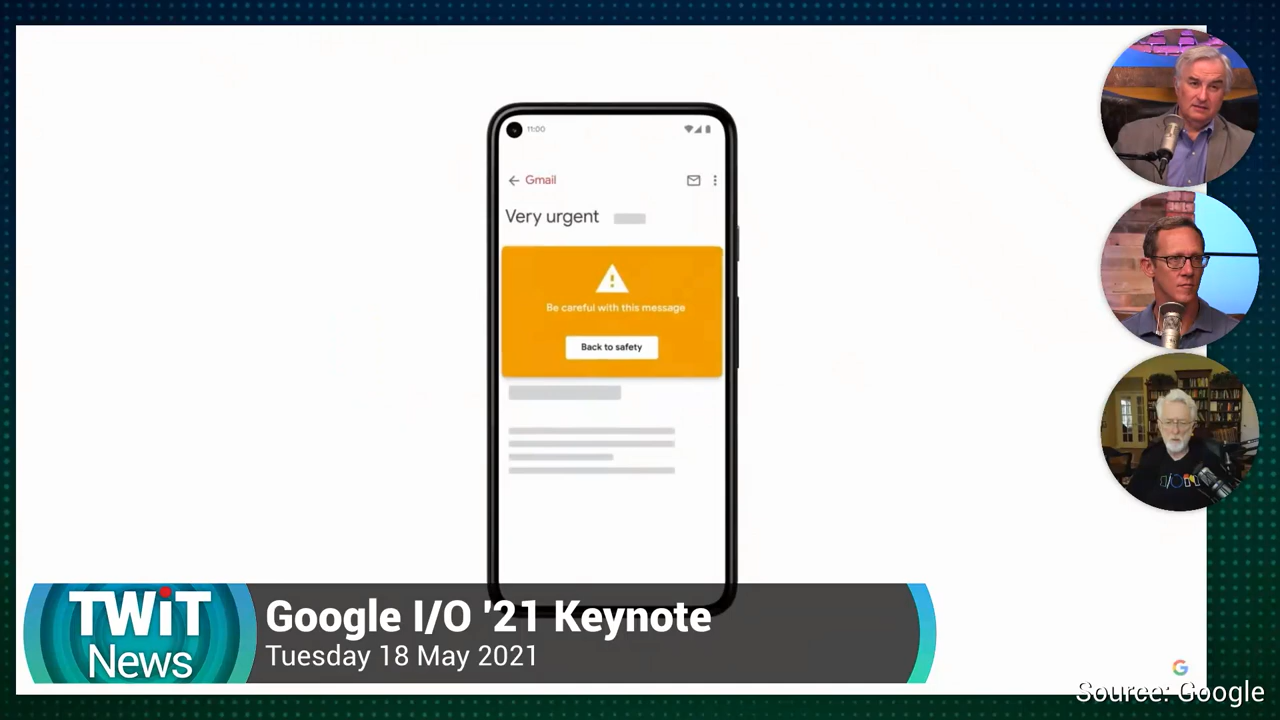 11:00
Gmail
Very urgent
Be careful with this message
Back to safety
TWiT
News
Google I/O '21 Keynote
Tuesday 18 May 2021
Source: Google
I/O